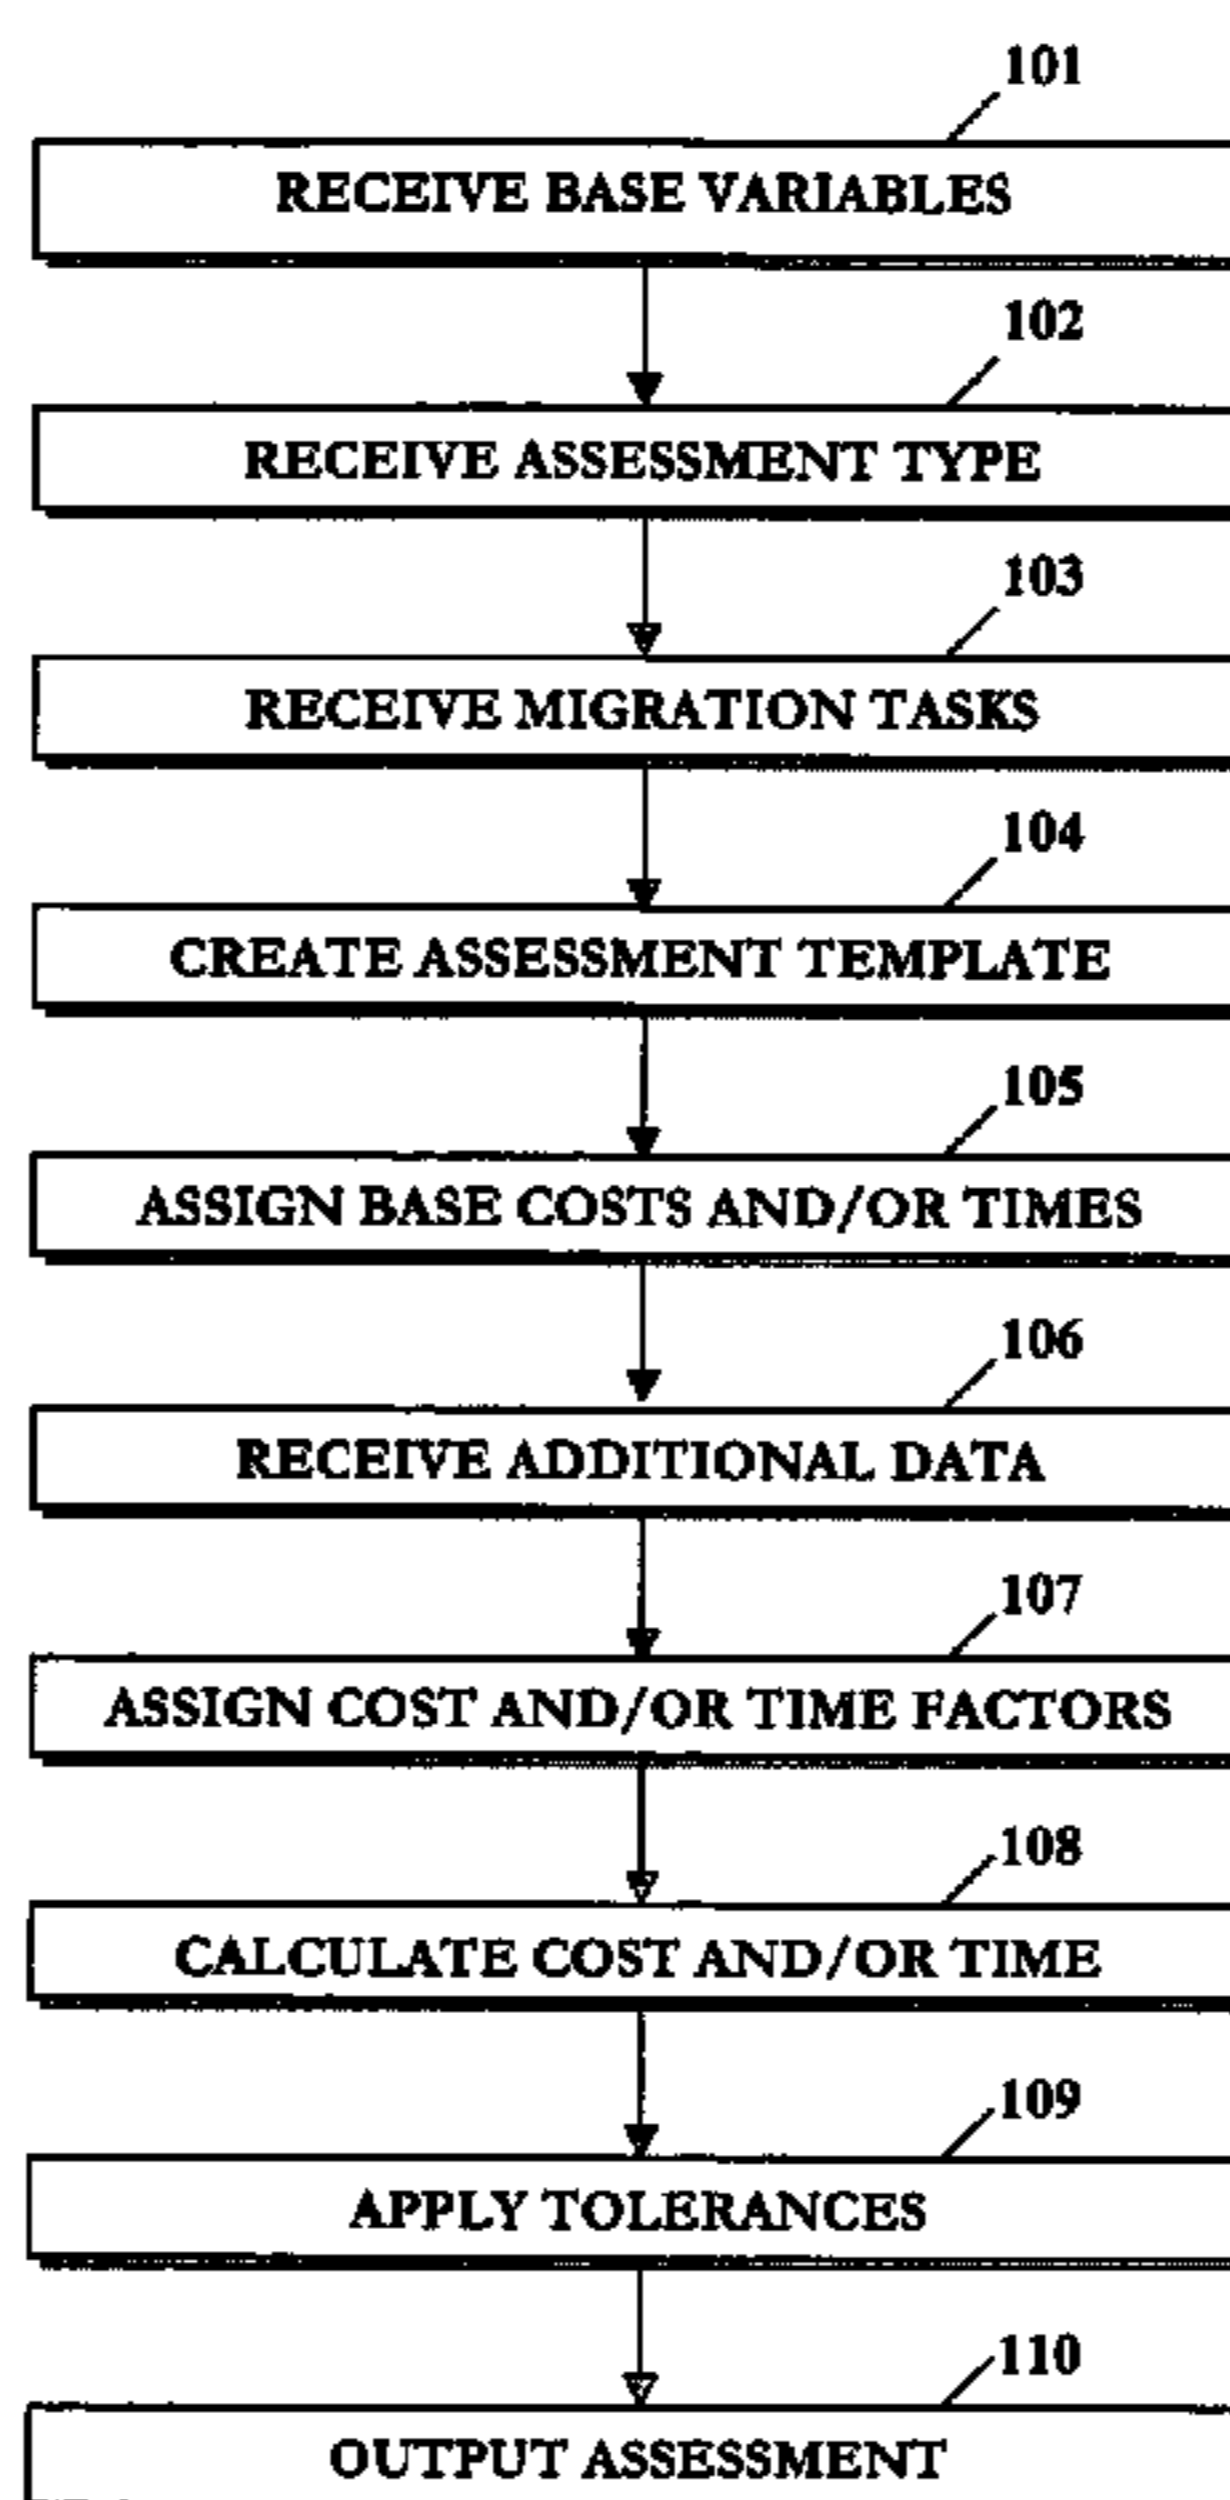 101
RECEIVE BASE VARIABLES
102
RECEIVE ASSESSMENT TYPE
103
RECEIVE MIGRATION TASKS
104
CREATE ASSESSMENT TEMPLATE
105
ASSIGN BASE COSTS AND/OR TIMES
106
RECEIVE ADDITIONAL DATA
107
ASSIGN COST AND/OR TIME FACTORS
108
CALCULATE COST AND/OR TIME
109
APPLY TOLERANCES
110
OUTPUT ASSESSMENT